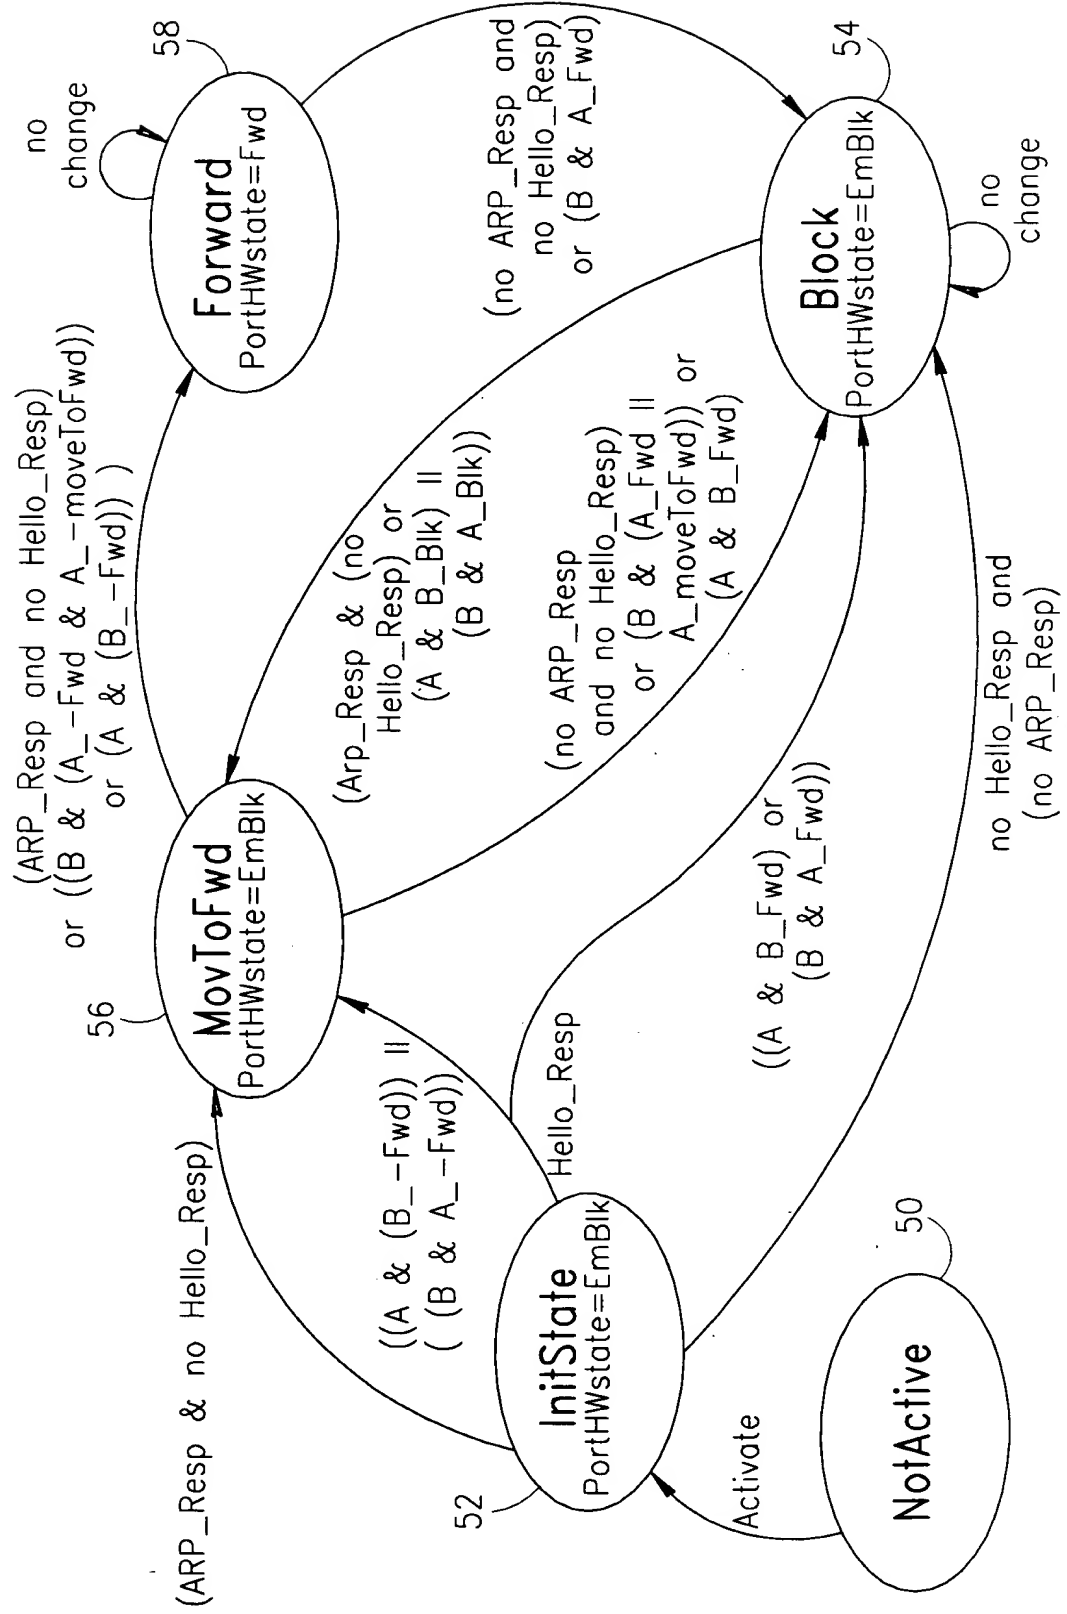 (ARP_Resp and no Hello_Resp)
or ((B & (A_-Fwd & A_-moveToFwd))
or (A & (B_-Fwd)) )
no
change
58
Forward
PortHWstate=Fwd
56
MovToFwd
PortHWstate=EmBlk
(ARP_Resp & no Hello_Resp)
((A & (B_-Fwd)) ||
( (B & A_-Fwd))
(Arp_Resp & (no
Hello_Resp) or
(A & B_Blk) ||
(B & A_Blk))
(no ARP_Resp and
no Hello_Resp)
or (B & A_Fwd)
52
InitState
PortHWstate=EmBlk
Hello_Resp
(no ARP_Resp
and no Hello_Resp)
or (B & (A_Fwd ||
A_moveToFwd)) or
(A & B_Fwd)
54
Block
PortHWstate=EmBlk
no
change
((A & B_Fwd) or
(B & A_Fwd))
Activate
50
NotActive
no Hello_Resp and
(no ARP_Resp)